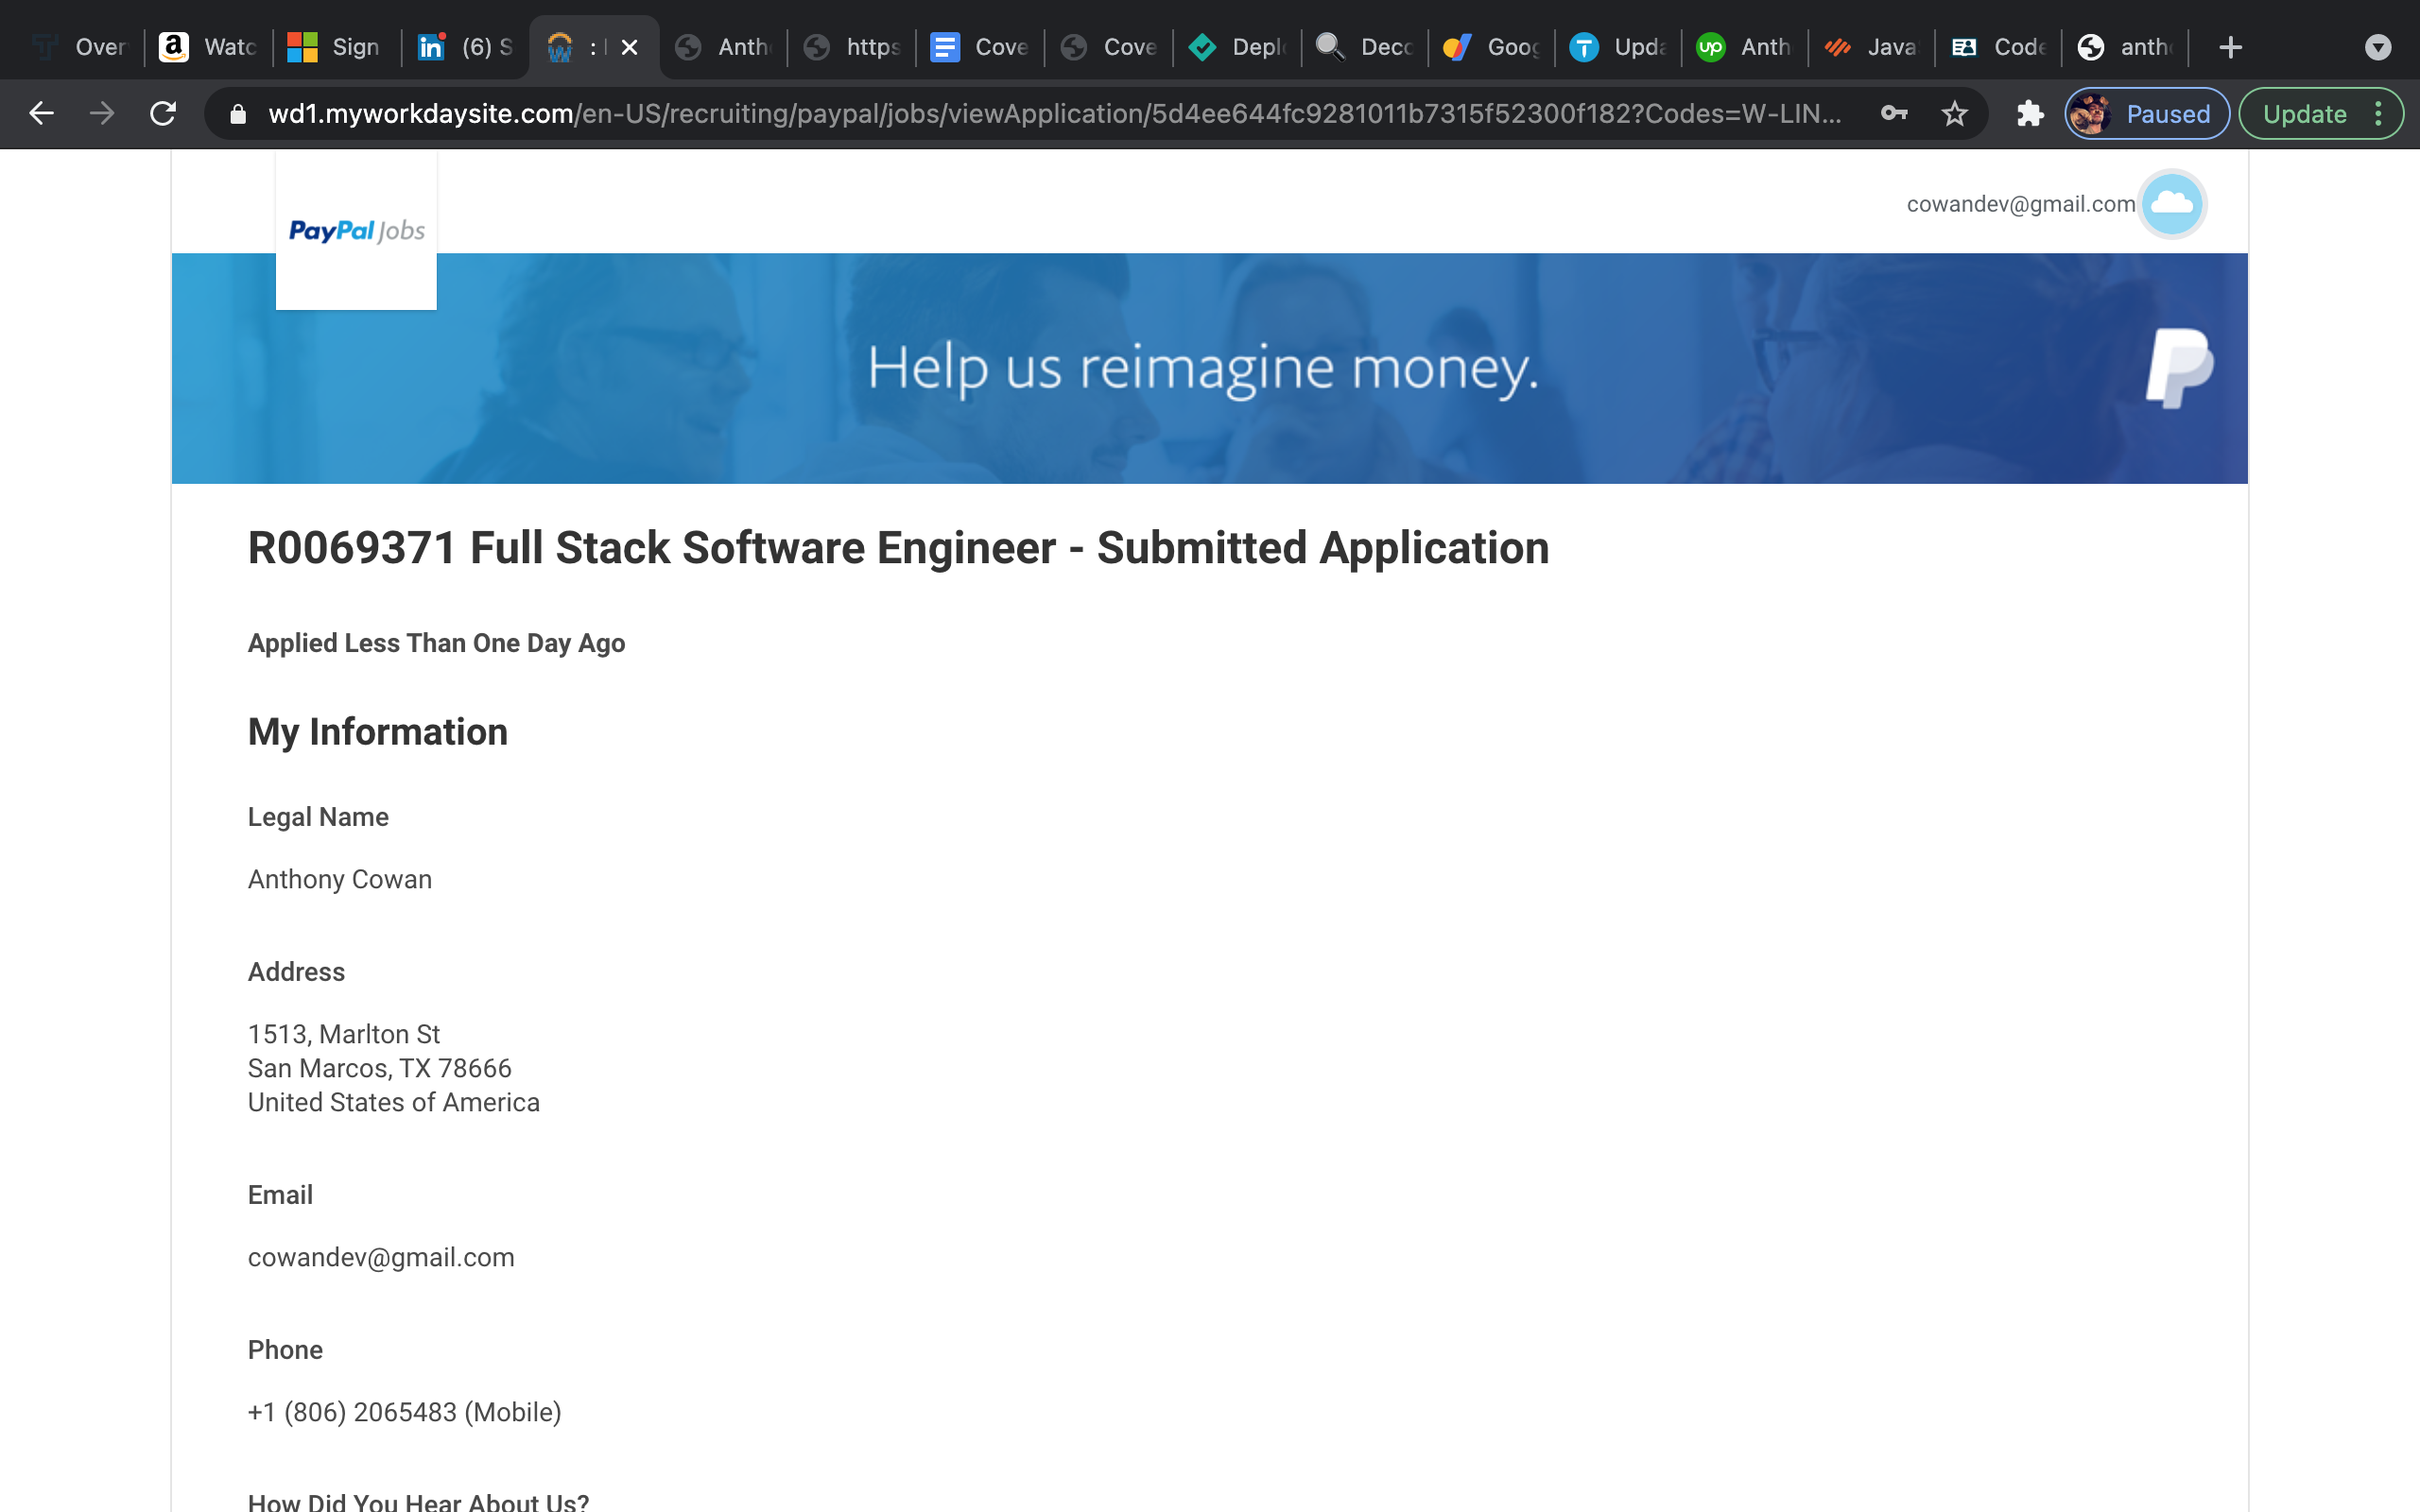 Over
Watc
Sign
(6) S
:
Anth
https
Cove
Cove
Depl
Decc
Goog
Upda
Anth
Java
Code
anth
wd1.myworkdaysite.com/en-US/recruiting/paypal/jobs/viewApplication/5d4ee644fc9281011b7315f52300f182?Codes=W-LIN...
Paused
Update
PayPal Jobs
cowandev@gmail.com
Help us reimagine money.
R0069371 Full Stack Software Engineer - Submitted Application
Applied Less Than One Day Ago
My Information
Legal Name
Anthony Cowan
Address
1513, Marlton St
San Marcos, TX 78666
United States of America
Email
cowandev@gmail.com
Phone
+1 (806) 2065483 (Mobile)
How Did You Hear About Us?